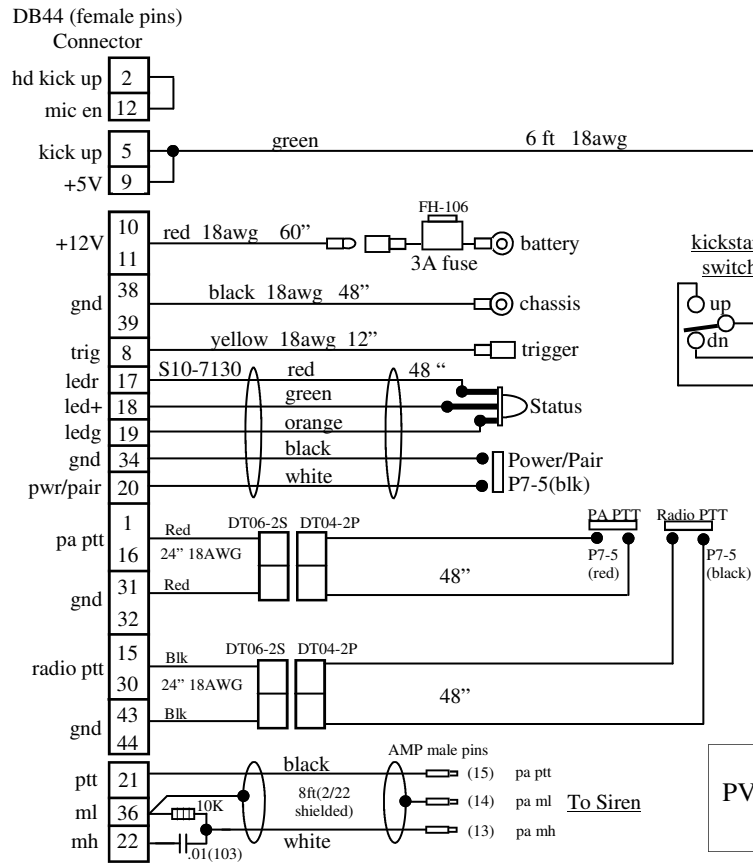 DB44 (female pins)
Connector
hd kick up 2
mic en 12
kick up 5 green 6 ft 18awg
+5V 9
FH-106
+12V 10 red 18awg 60” battery
11 3A fuse
gnd 38 black 18awg 48” chassis
39
trig 8 yellow 18awg 12” trigger
ledr 17 S10-7130 red 48 “
led+ 18 green Status
ledg 19 orange
gnd 34 black Power/Pair
pwr/pair 20 white P7-5(blk)
switch
up
dn
pa ptt 1 Red DT06-2S DT04-2P PA PTT Radio PTT
16 24” 18AWG P7-5 P7-5
(red) (black)
gnd 31 Red 48”
32
radio ptt 15 Blk DT06-2S DT04-2P
30 24” 18AWG
gnd 43 Blk 48”
44
AMP male pins
ptt 21 black (15) pa ptt
ml 36 10K 8ft(2/22 shielded) (14) pa ml To Siren
mh 22 .01(103) white (13) pa mh
PV